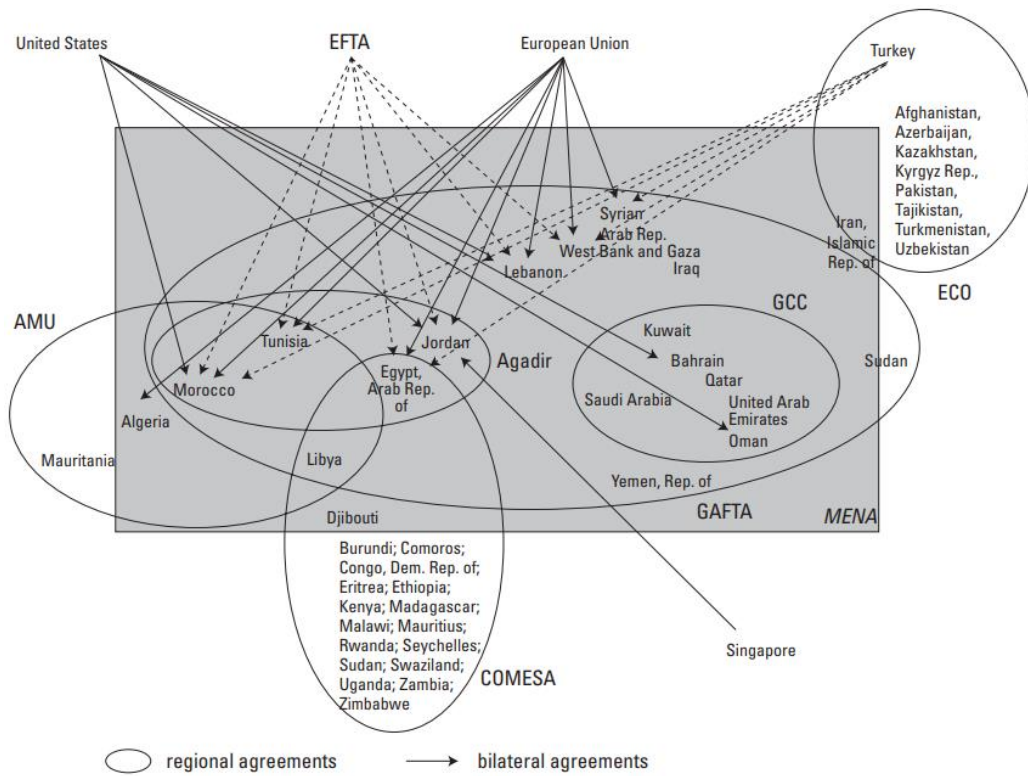 United States
EFTA
European Union
Turkey
Afghanistan,
Azerbaijan,
Kazakhstan,
Kyrgyz Rep.,
Pakistan,
Tajikistan,
Turkmenistan,
Uzbekistan
Iran,
Islamic
Rep. of
ECO
Syrian
Arab Rep.
West Bank and Gaza
Lebanon
Iraq
GCC
AMU
Tunisia
Jordan
Agadir
Kuwait
Bahrain
Qatar
Saudi Arabia
United Arab
Emirates
Oman
Sudan
Morocco
Egypt,
Arab Rep.
of
Algeria
Mauritania
Libya
Yemen, Rep. of
GAFTA
MENA
Djibouti
Burundi; Comoros;
Congo, Dem. Rep. of;
Eritrea; Ethiopia;
Kenya; Madagascar;
Malawi; Mauritius;
Rwanda; Seychelles;
Sudan; Swaziland;
Uganda; Zambia;
Zimbabwe
COMESA
Singapore
regional agreements
bilateral agreements